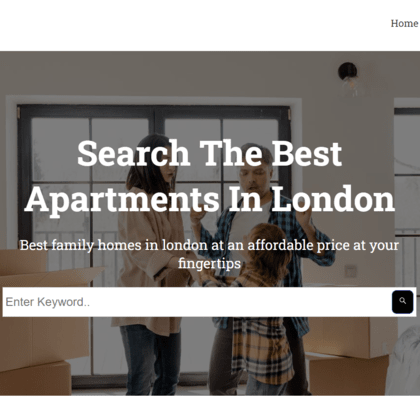 Home
Search The Best
Apartments In London
Best family homes in london at an affordable price at your
fingertips
Enter Keyword..